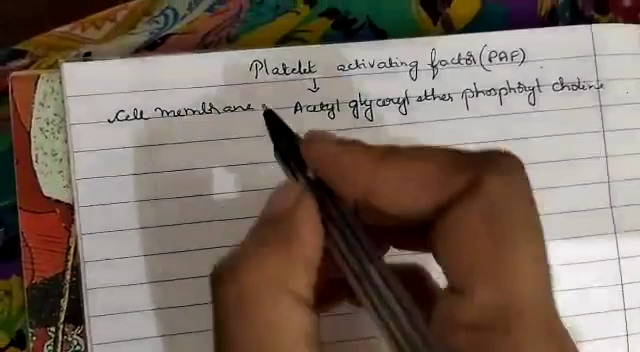 Platelet activating factor (PAF)
↓
Cell membrane Acetyl glyceryl ether phosphoryl choline